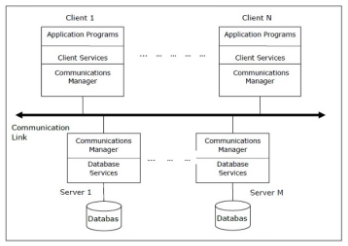 Client 1
Client N
Application Programs
Application Programs
Client Services
Client Services
Communications
Manager
Communications
Manager
Communication
Link
Communications
Manager
Communications
Manager
Database
Services
Database
Services
Server 1
Server M
Databas
Databas